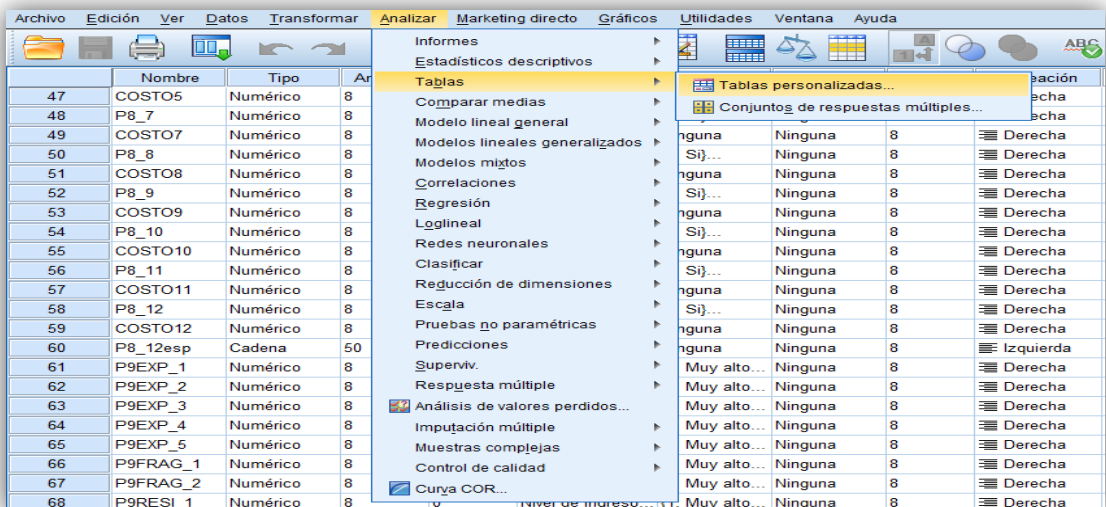 Archivo Edición Ver Datos Transformar Analizar Marketing directo Gráficos Utilidades Ventana Ayuda
Informes
Estadísticos descriptivos
Tablas
Comparar medias
Modelo lineal general
Modelos lineales generalizados
Modelos mixtos
Correlaciones
Regresión
Loglineal
Redes neuronales
Clasificar
Reducción de dimensiones
Escala
Pruebas no paramétricas
Predicciones
Superviv.
Respuesta múltiple
Análisis de valores perdidos...
Imputación múltiple
Muestras complejas
Control de calidad
Curva COR...
Tablas personalizadas...
Conjuntos de respuestas múltiples...
Nombre Tipo
47 COSTO5 Numérico 8
48 P8_7 Numérico 8
49 COSTO7 Numérico 8 Ninguna 8 Derecha
50 P8_8 Numérico 8 Si}... Ninguna 8 Derecha
51 COSTO8 Numérico 8 Ninguna 8 Derecha
52 P8_9 Numérico 8 Si}... Ninguna 8 Derecha
53 COSTO9 Numérico 8 Ninguna 8 Derecha
54 P8_10 Numérico 8 Si}... Ninguna 8 Derecha
55 COSTO10 Numérico 8 Ninguna 8 Derecha
56 P8_11 Numérico 8 Si}... Ninguna 8 Derecha
57 COSTO11 Numérico 8 Ninguna 8 Derecha
58 P8_12 Numérico 8 Si}... Ninguna 8 Derecha
59 COSTO12 Numérico 8 Ninguna 8 Derecha
60 P8_12esp Cadena 50 Ninguna 8 Izquierda
61 P9EXP_1 Numérico 8 Muy alto... Ninguna 8 Derecha
62 P9EXP_2 Numérico 8 Muy alto... Ninguna 8 Derecha
63 P9EXP_3 Numérico 8 Muy alto... Ninguna 8 Derecha
64 P9EXP_4 Numérico 8 Muy alto... Ninguna 8 Derecha
65 P9EXP_5 Numérico 8 Muy alto... Ninguna 8 Derecha
66 P9FRAG_1 Numérico 8 Muy alto... Ninguna 8 Derecha
67 P9FRAG_2 Numérico 8 Muy alto... Ninguna 8 Derecha
68 P9RESI_1 Numérico 8 0 Nivel de ingreso... {1, Muy alto... Ninguna 8 Derecha